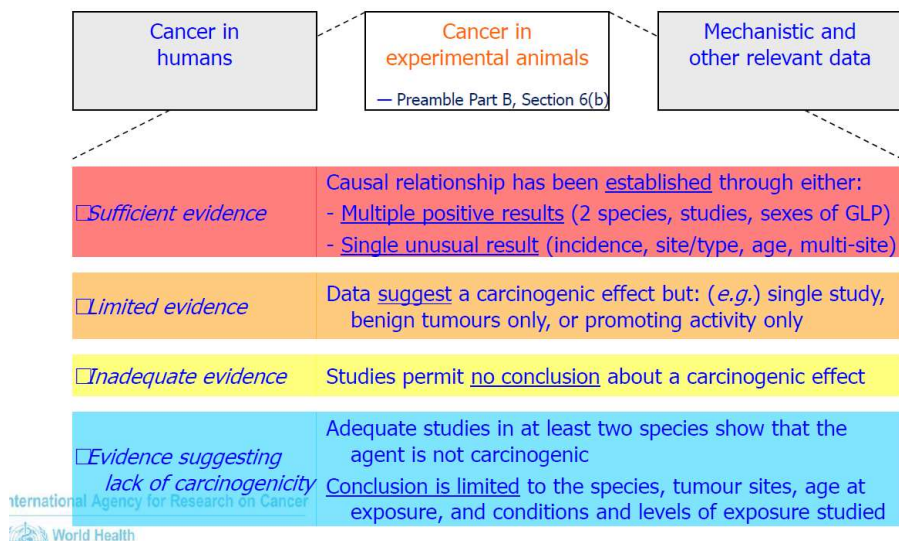 Cancer in
humans
Cancer in
experimental animals
— Preamble Part B, Section 6(b)
Mechanistic and
other relevant data
Sufficient evidence
Causal relationship has been established through either:
- Multiple positive results (2 species, studies, sexes of GLP)
- Single unusual result (incidence, site/type, age, multi-site)
Limited evidence
Data suggest a carcinogenic effect but: (e.g.) single study,
benign tumours only, or promoting activity only
Inadequate evidence
Studies permit no conclusion about a carcinogenic effect
Evidence suggesting
lack of carcinogenicity
Adequate studies in at least two species show that the
agent is not carcinogenic
Conclusion is limited to the species, tumour sites, age at
exposure, and conditions and levels of exposure studied
nternational Agency for Research on Cancer
World Health